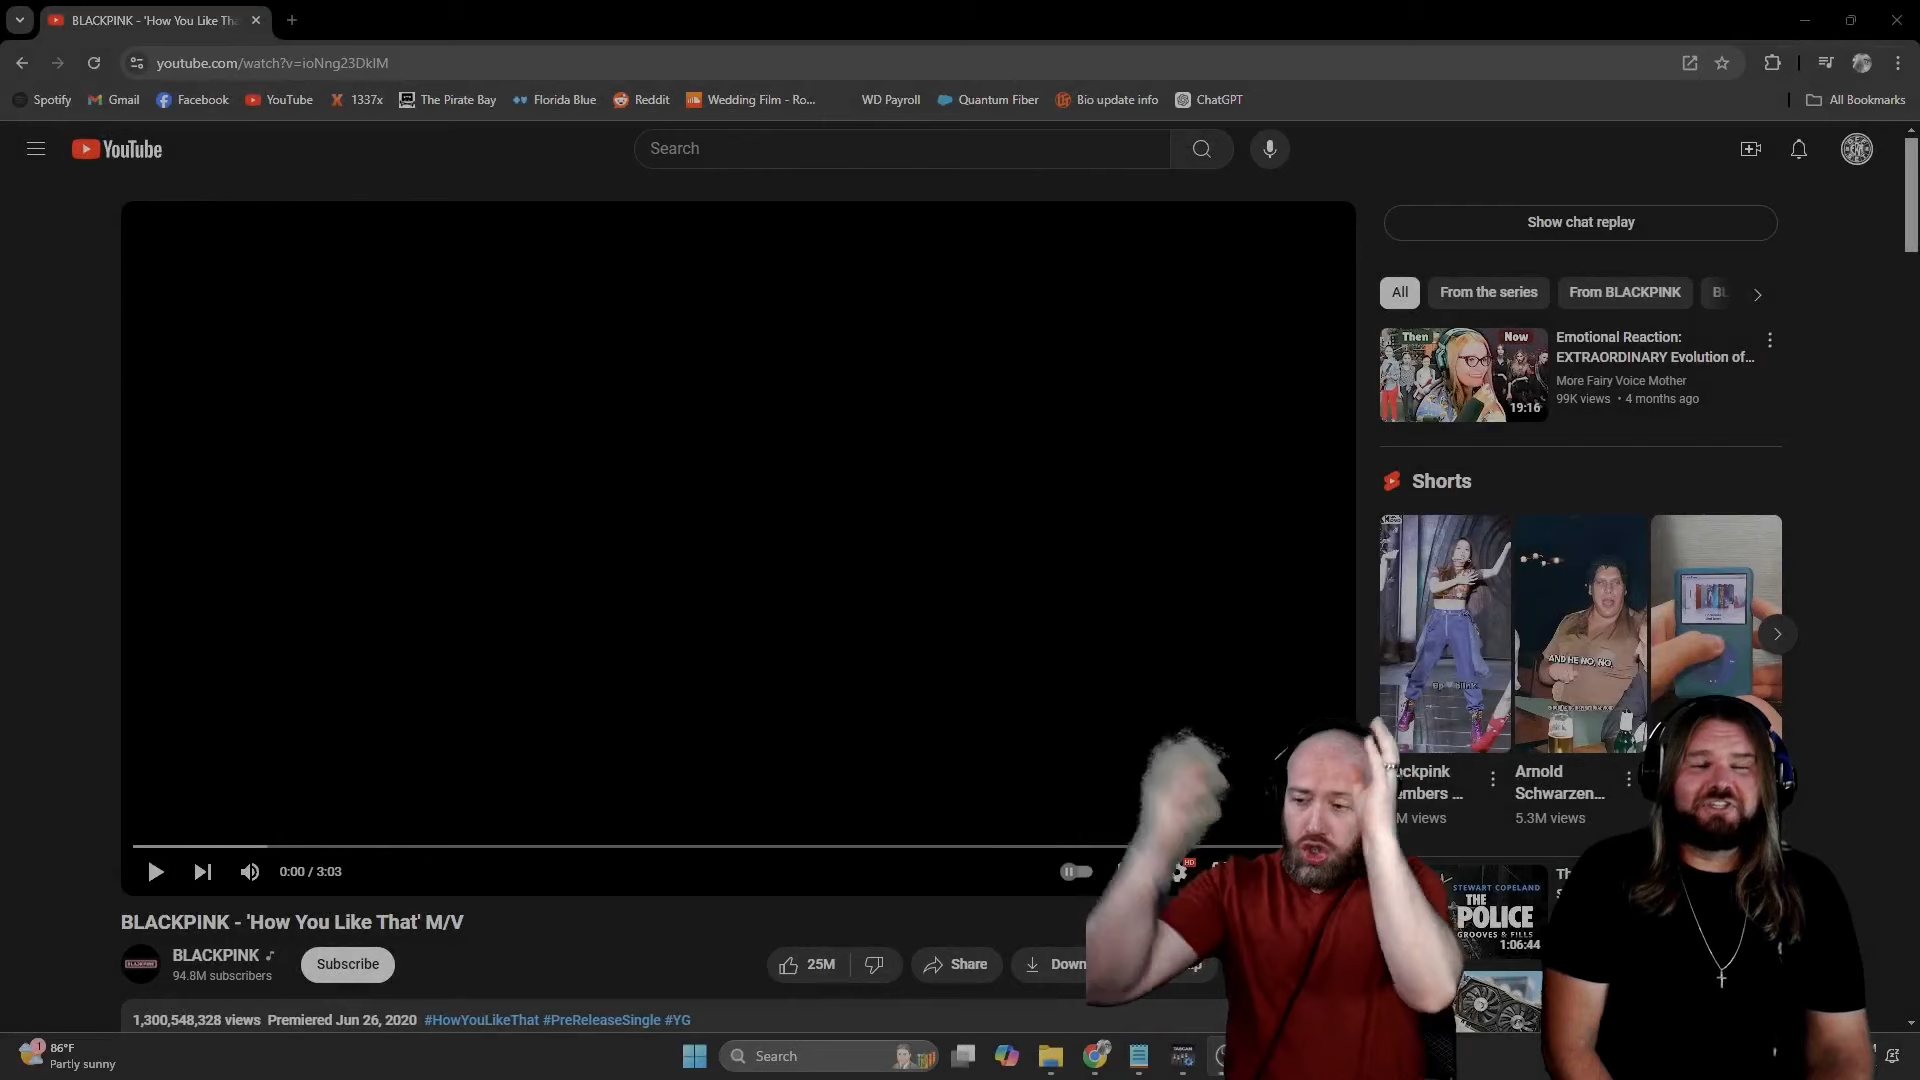 BLACKPINK - 'How You Like Th
youtube.com/watch?v=ioNng23DkIM
Spotify
Gmail
Facebook
YouTube
1337x
The Pirate Bay
Florida Blue
Reddit
Wedding Film - Ro...
WD Payroll
Quantum Fiber
Bio update info
ChatGPT
All Bookmarks
YouTube
Search
Show chat replay
All
From the series
From BLACKPINK
Then
Now
19:16
Emotional Reaction:
EXTRAORDINARY Evolution of...
More Fairy Voice Mother
99K views • 4 months ago
Shorts
AND HE NO, NO,
ckpink
mbers ...
M views
Arnold
Schwarzen...
5.3M views
0:00 / 3:03
HD
STEWART COPELAND
THE
POLICE
GROOVES & FILLS
1:06:44
BLACKPINK - 'How You Like That' M/V
BLACKPINK
BLACKPINK
94.8M subscribers
Subscribe
25M
Share
Down
1,300,548,328 views Premiered Jun 26, 2020 #HowYouLikeThat #PreReleaseSingle #YG
1
86°F
Partly sunny
Search